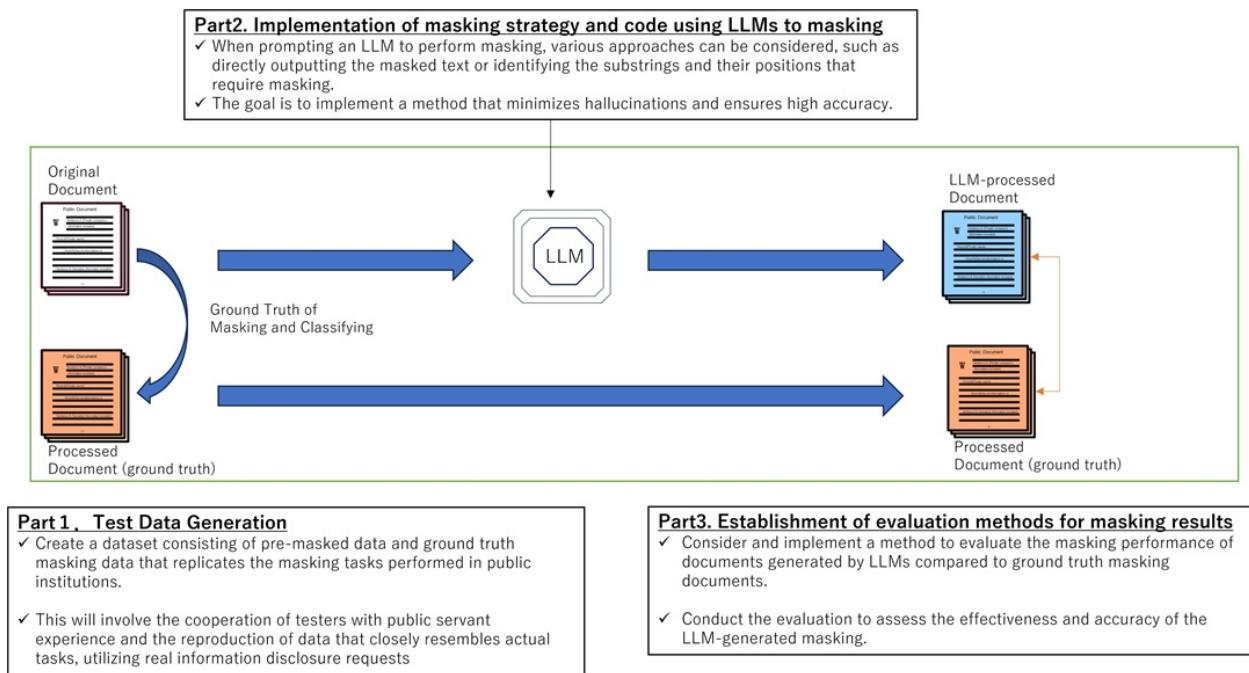 Part2. Implementation of masking strategy and code using LLMs to masking
✓ When prompting an LLM to perform masking, various approaches can be considered, such as
directly outputting the masked text or identifying the substrings and their positions that
require masking.
✓ The goal is to implement a method that minimizes hallucinations and ensures high accuracy.
Original
Document
Public Document
LLM
LLM-processed
Document
Public Document
Ground Truth of
Masking and Classifying
Public Document
Processed
Document (ground truth)
Public Document
Processed
Document (ground truth)
Part 1. Test Data Generation
✓ Create a dataset consisting of pre-masked data and ground truth
masking data that replicates the masking tasks performed in public
institutions.
✓ This will involve the cooperation of testers with public servant
experience and the reproduction of data that closely resembles actual
tasks, utilizing real information disclosure requests
Part3. Establishment of evaluation methods for masking results
✓ Consider and implement a method to evaluate the masking performance of
documents generated by LLMs compared to ground truth masking
documents.
✓ Conduct the evaluation to assess the effectiveness and accuracy of the
LLM-generated masking.